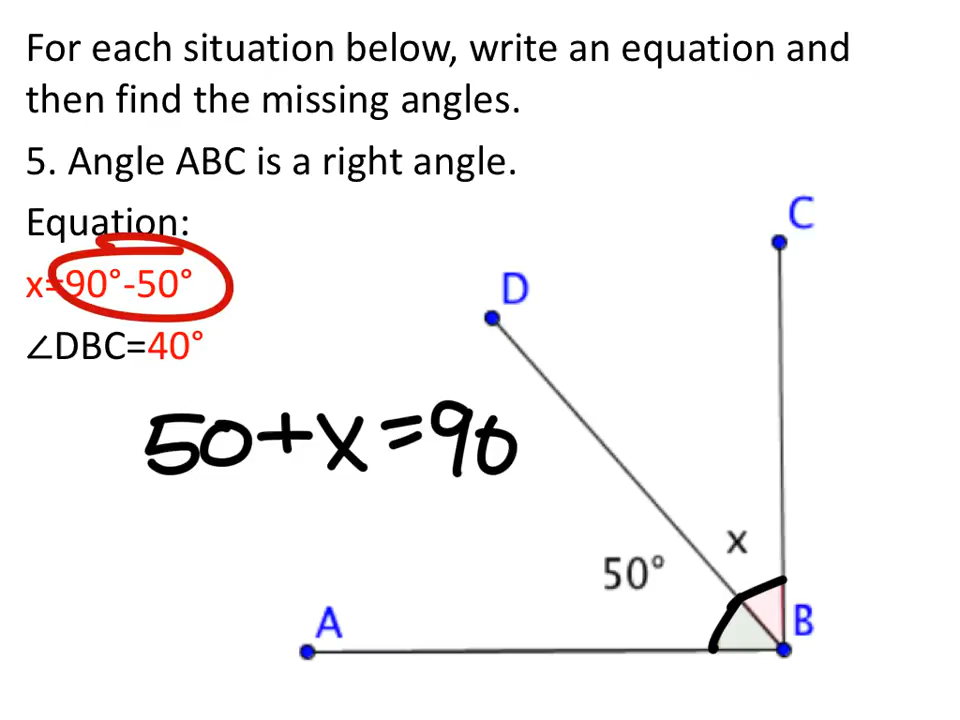 For each situation below, write an equation and
then find the missing angles.
5. Angle ABC is a right angle.
Equation:
x=90°-50°
∠DBC=40°
50+x=90
C
D
x
50°
A
B